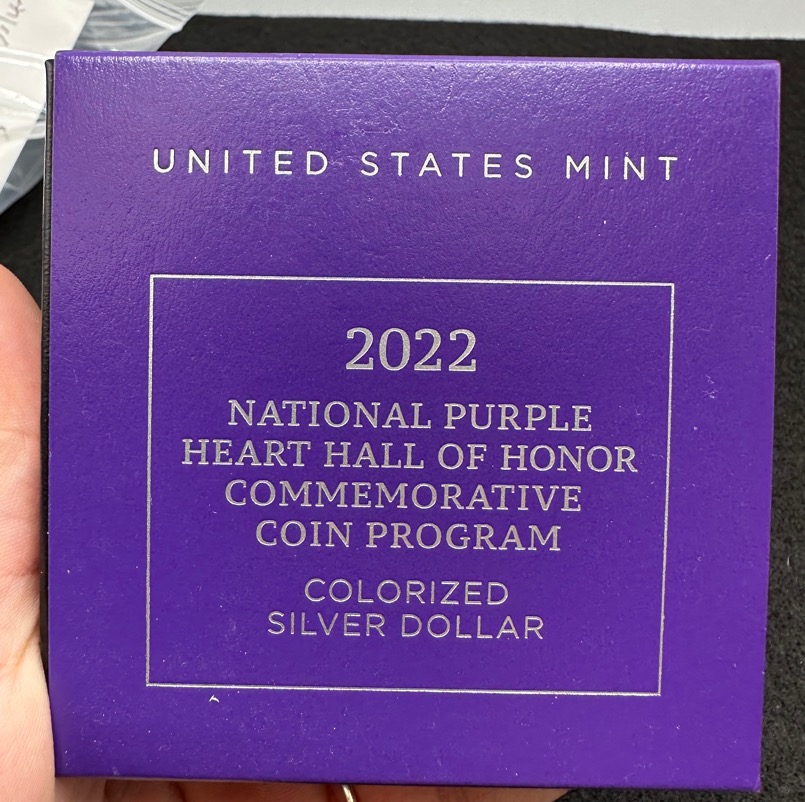 UNITED STATES MINT
2022
NATIONAL PURPLE
HEART HALL OF HONOR
COMMEMORATIVE
COIN PROGRAM
COLORIZED
SILVER DOLLAR